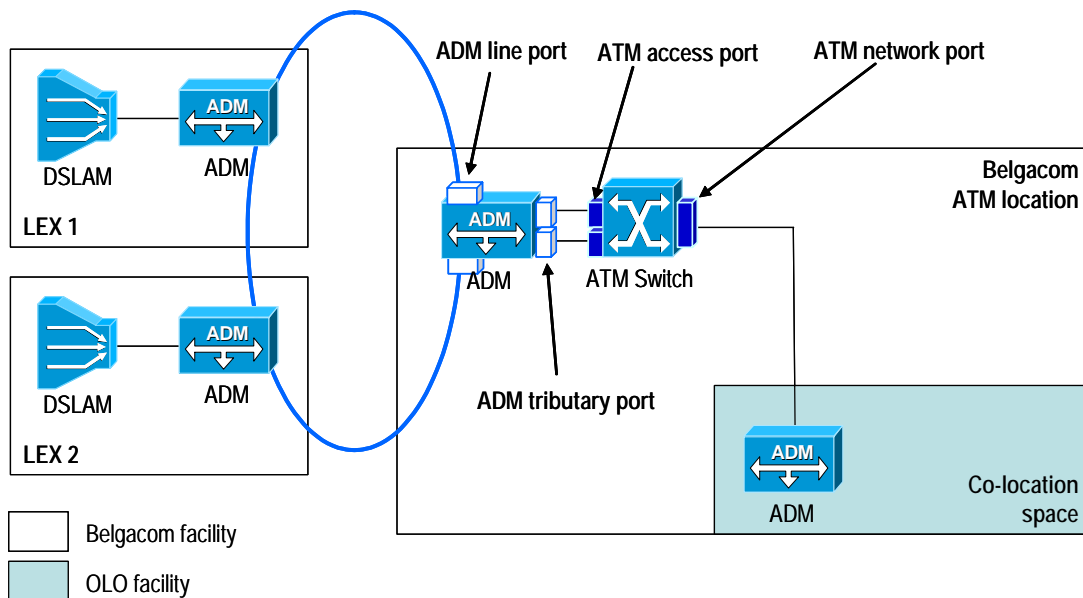 ADM line port
ATM access port
ATM network port
ADM
DSLAM
ADM
LEX 1
Belgacom
ATM location
ADM
ADM
ATM Switch
ADM
DSLAM
ADM
LEX 2
ADM tributary port
ADM
ADM
Co-location
space
Belgacom facility
OLO facility